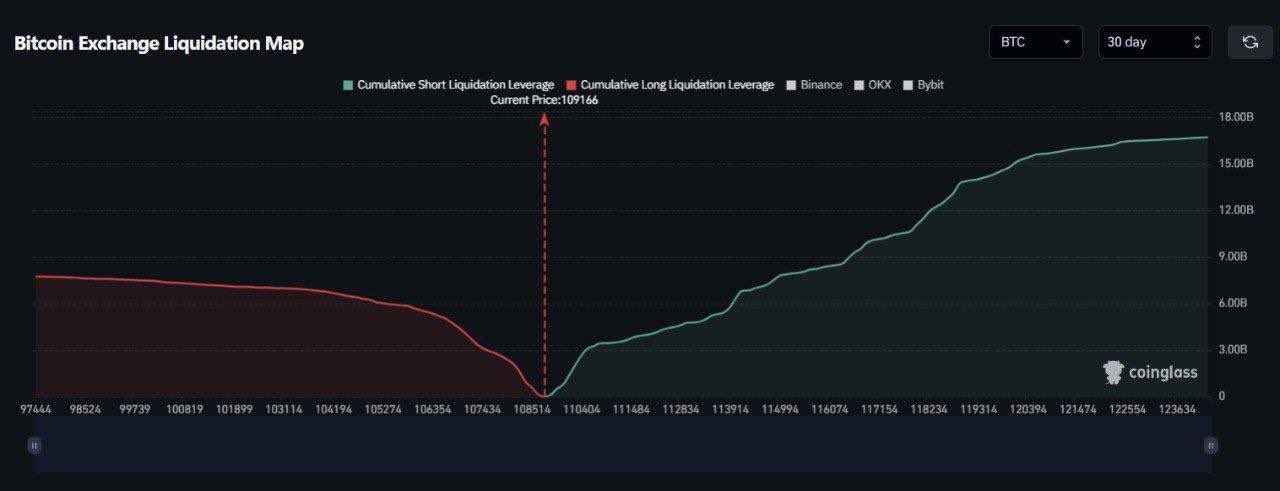 Bitcoin Exchange Liquidation Map
BTC
30 day
Cumulative Short Liquidation Leverage Cumulative Long Liquidation Leverage Binance OKX Bybit
Current Price:109166
18.00B
15.00B
12.00B
9.00B
6.00B
3.00B
coinglass
0
97444 98524 99739 100819 101899 103114 104194 105274 106354 107434 108514 110404 111484 112834 113914 114994 116074 117154 118234 119314 120394 121474 122554 123634